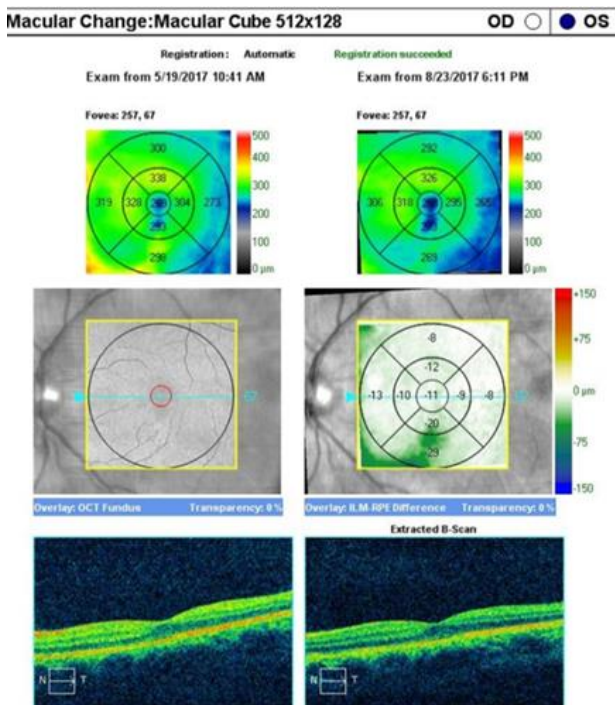 Macular Change:Macular Cube 512x128 OD OS
Registration: Automatic Registration succeeded
Exam from 5/19/2017 10:41 AM Exam from 8/23/2017 6:11 PM
Fovea: 257, 67 Fovea: 257, 67
500 500
400 400
300 300
200 200
100 100
0 µm 0 µm
300
338
319 328 304 273
298
292
326
306 318 295 265
269
67
-8
-12
-13 -10 -11 -9 -8
-20
-29
+150
+75
0 µm
-75
-150
Overlay: OCT Fundus Transparency: 0 % Overlay: ILM-RPE Difference Transparency: 0 %
Extracted B-Scan
N T N T